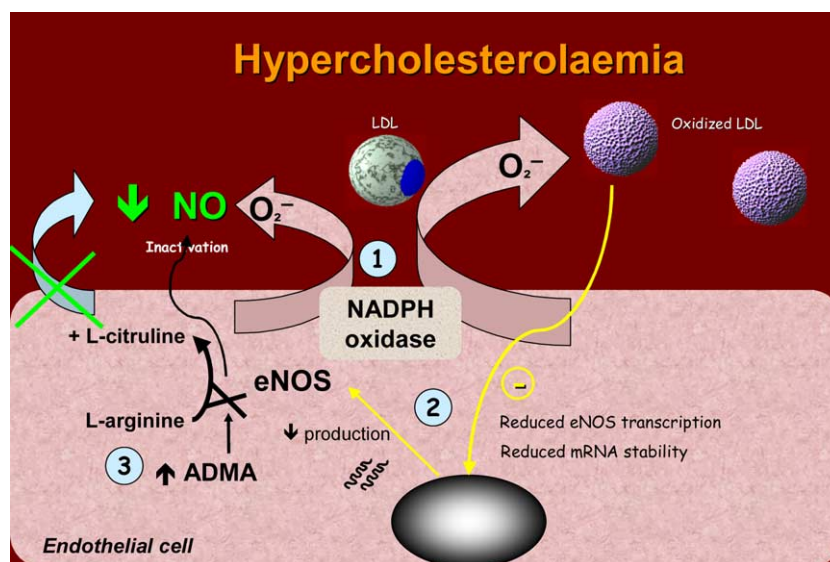 Hypercholesterolaemia
LDL
Oxidized LDL
O₂⁻
NO
O₂⁻
Inactivation
1
NADPH
oxidase
+ L-citruline
eNOS
-
2
L-arginine
production
Reduced eNOS transcription
Reduced mRNA stability
3
ADMA
Endothelial cell